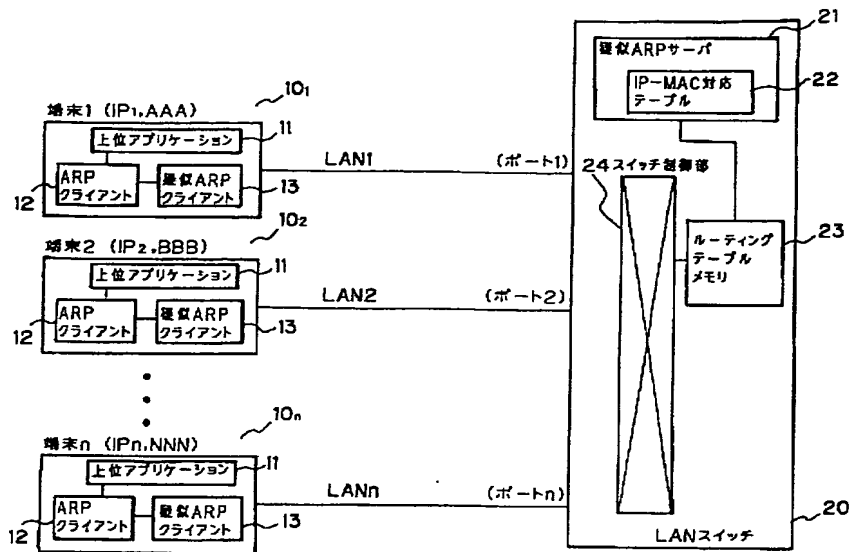 21
疑似ARPサーバ
IP-MAC対応
テーブル
22
端末1 (IP1,AAA)
101
上位アプリケーション
11
ARP
クライアント
12
疑似ARP
クライアント
13
LAN1
(ポート1)
24
スイッチ制御部
ルーティング
テーブル
メモリ
23
端末2 (IP2,BBB)
102
上位アプリケーション
11
ARP
クライアント
12
疑似ARP
クライアント
13
LAN2
(ポート2)
端末n (IPn,NNN)
10n
上位アプリケーション
11
ARP
クライアント
12
疑似ARP
クライアント
13
LANn
(ポートn)
LANスイッチ
20